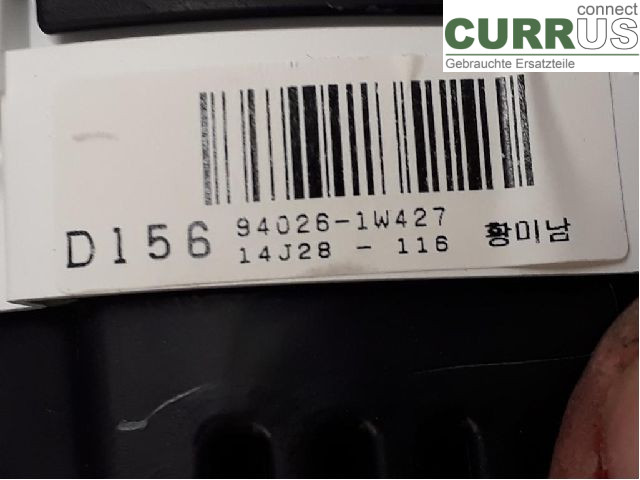 connect
CURRUS
Gebrauchte Ersatzteile
D156 94026-1W427
14J28 - 116 황미남